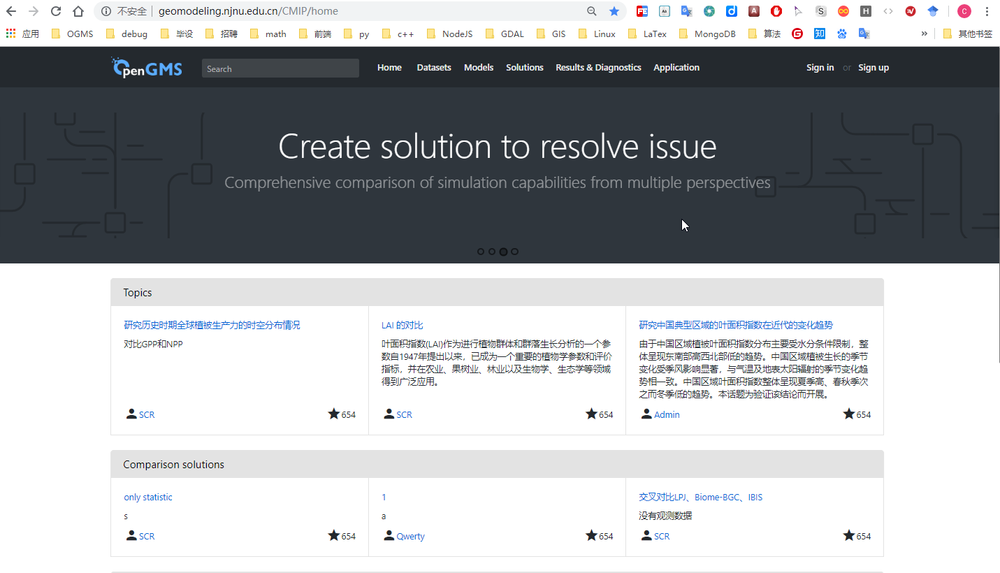 不安全 geomodeling.njnu.edu.cn/CMIP/home
应用 OGMS debug 毕设 招聘 math 前端 py c++ NodeJS GDAL GIS Linux LaTex MongoDB 算法 知 » 其他书签
OpenGMS Search Home Datasets Models Solutions Results & Diagnostics Application Sign in or Sign up
Create solution to resolve issue
Comprehensive comparison of simulation capabilities from multiple perspectives
Topics
研究历史时期全球植被生产力的时空分布情况
对比GPP和NPP
SCR 654
LAI 的对比
叶面积指数(LAI)作为进行植物群体和群落生长分析的一个参
数自1947年提出以来，已成为一个重要的植物学参数和评价
指标，并在农业、果树业、林业以及生物学、生态学等领域
得到广泛应用。
SCR 654
研究中国典型区域的叶面积指数在近代的变化趋势
由于中国区域植被叶面积指数分布主要受水分条件限制，整
体呈现东南部高西北部低的趋势。中国区域植被生长的季节
变化受季风影响显著，与气温及地表太阳辐射的季节变化趋
势相一致。中国区域叶面积指数整体呈现夏季高、春秋季次
之而冬季低的趋势。本话题为验证该结论而开展。
Admin 654
Comparison solutions
only statistic
s
SCR 654
1
a
Qwerty 654
交叉对比LPJ、Biome-BGC、IBIS
没有观测数据
SCR 654